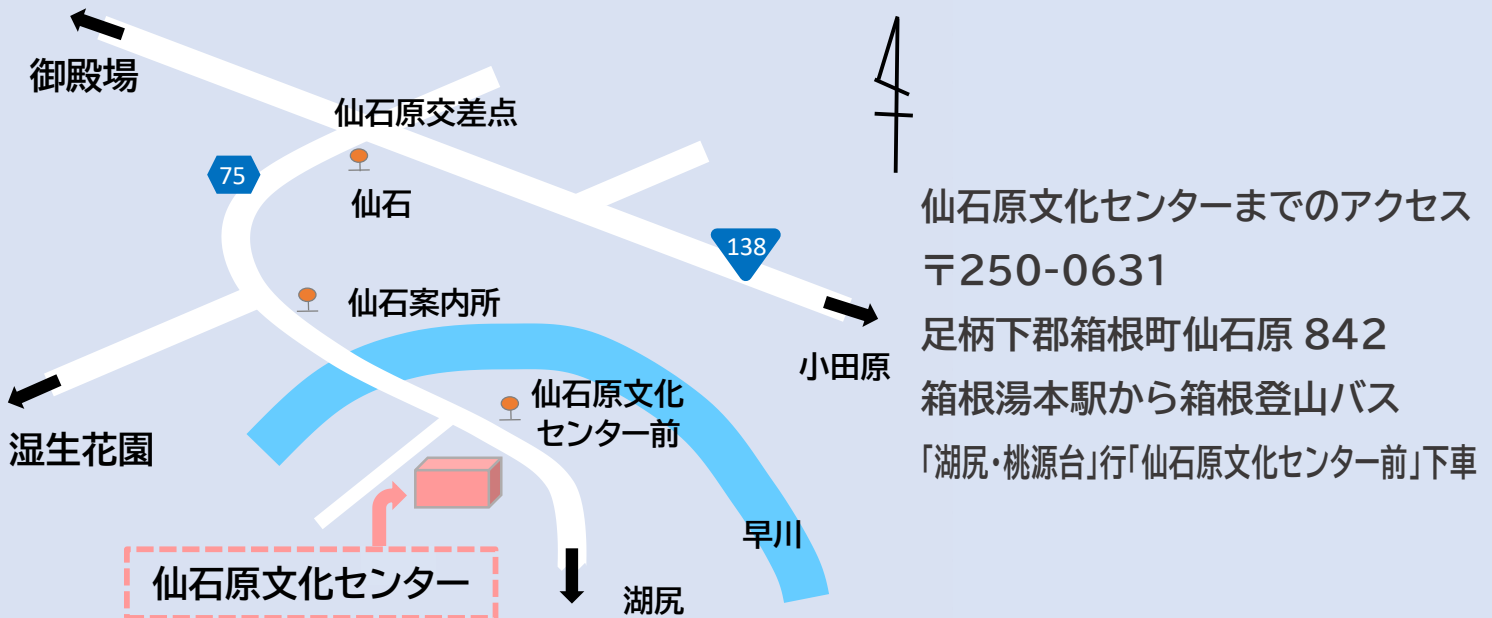 御殿場
仙石原交差点
75
仙石
138
仙石案内所
小田原
仙石原文化
センター前
湿生花園
早川
仙石原文化センター
湖尻
仙石原文化センターまでのアクセス
〒250-0631
足柄下郡箱根町仙石原 842
箱根湯本駅から箱根登山バス
「湖尻・桃源台」行「仙石原文化センター前」下車